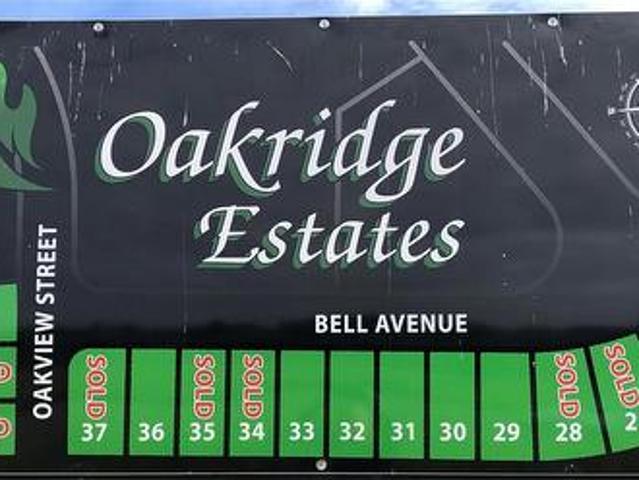 Oakridge
Estates
OAKVIEW STREET
BELL AVENUE
SOLD
37
36
SOLD
35
SOLD
34
33
32
31
30
29
SOLD
28
SOLD